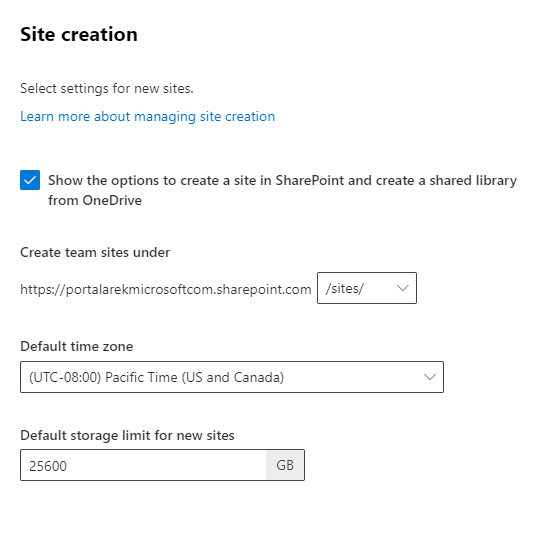 Site creation
Select settings for new sites.
Learn more about managing site creation
Show the options to create a site in SharePoint and create a shared library
from OneDrive
Create team sites under
https://portalarekmicrosoftcom.sharepoint.com /sites/
Default time zone
(UTC-08:00) Pacific Time (US and Canada)
Default storage limit for new sites
25600 GB